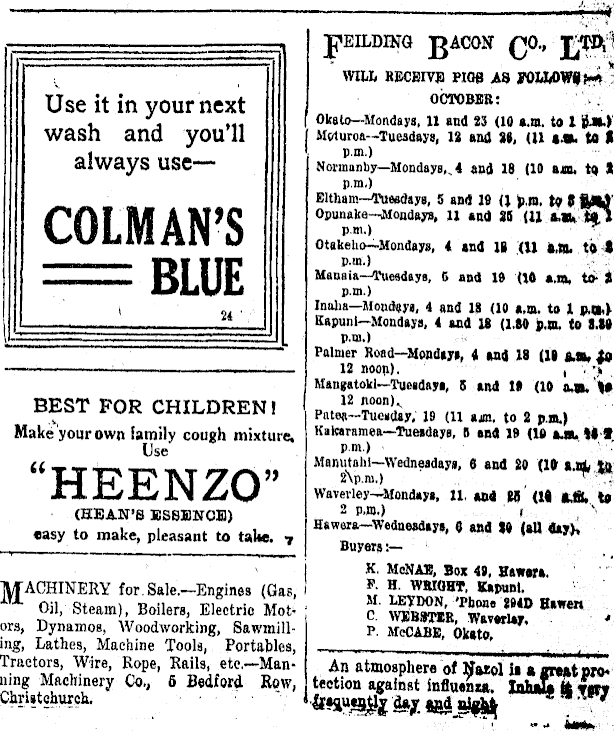 Use it in your next
wash and you'll
always use—
COLMAN'S
BLUE
24
BEST FOR CHILDREN!
Make your own family cough mixture.
Use
"HEENZO"
(HEAN'S ESSENCE)
easy to make, pleasant to take. 7
MACHINERY for Sale.—Engines (Gas,
Oil, Steam), Boilers, Electric Mot-
ors, Dynamos, Woodworking, Sawmill-
ing, Lathes, Machine Tools, Portables,
Tractors, Wire, Rope, Rails, etc.—Man-
ning Machinery Co., 5 Bedford Row,
Christchurch.
FEILDING BACON CO., LTD,
WILL RECEIVE PIGS AS FOLLOWS:—
OCTOBER:
Okato—Mondays, 11 and 23 (10 a.m. to 1 p.m.)
Moturoa—Tuesdays, 12 and 26, (11 a.m. to 2
p.m.)
Normanby—Mondays, 4 and 18 (10 a.m. to 2
p.m.)
Eltham—Tuesdays, 5 and 19 (1 p.m. to 3 p.m.)
Opunake—Mondays, 11 and 25 (11 a.m. to 2
p.m.)
Otakeho—Mondays, 4 and 18 (11 a.m. to 2
p.m.)
Manaia—Tuesdays, 5 and 19 (10 a.m. to 2
p.m.)
Inaha—Mondays, 4 and 18 (10 a.m. to 1 p.m.)
Kapuni—Mondays, 4 and 18 (1.30 p.m. to 3.30
p.m.)
Palmer Road—Mondays, 4 and 18 (10 a.m. to
12 noon).
Mangatoki—Tuesdays, 5 and 19 (10 a.m. to
12 noon).
Patea—Tuesday, 19 (11 a.m. to 2 p.m.)
Kakaramea—Tuesdays, 5 and 19 (10 a.m. to 2
p.m.)
Manutahi—Wednesdays, 6 and 20 (10 a.m. to
2 p.m.)
Waverley—Mondays, 11 and 25 (10 a.m. to
2 p.m.)
Hawera—Wednesdays, 6 and 20 (all day).
Buyers:—
K. McNAE, Box 49, Hawera.
F. H. WRIGHT, Kapuni.
M. LEYDON, 'Phone 294D Hawera
C. WEBSTER, Waverley.
P. McCABE, Okato.
An atmosphere of Nazol is a great pro-
tection against influenza. Inhale it very
frequently day and night